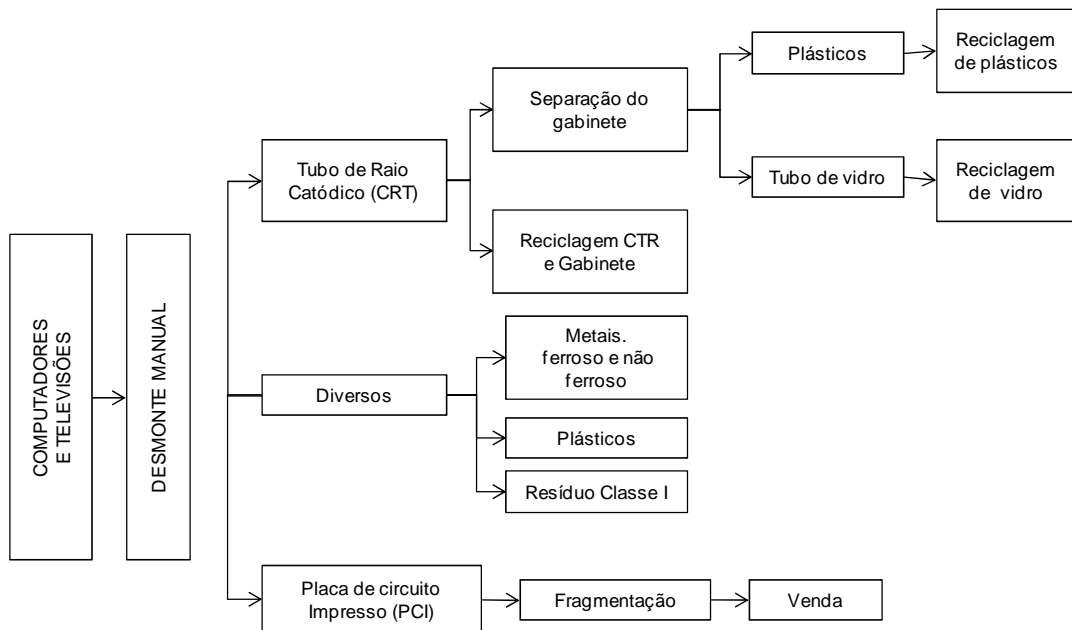 COMPUTADORES
E TELEVISÕES
DESMONTE MANUAL
Tubo de Raio
Catódico (CRT)
Separação do
gabinete
Plásticos
Reciclagem
de plásticos
Tubo de vidro
Reciclagem
de vidro
Reciclagem CTR
e Gabinete
Diversos
Metais.
ferroso e não
ferroso
Plásticos
Resíduo Classe I
Placa de circuito
Impresso (PCI)
Fragmentação
Venda